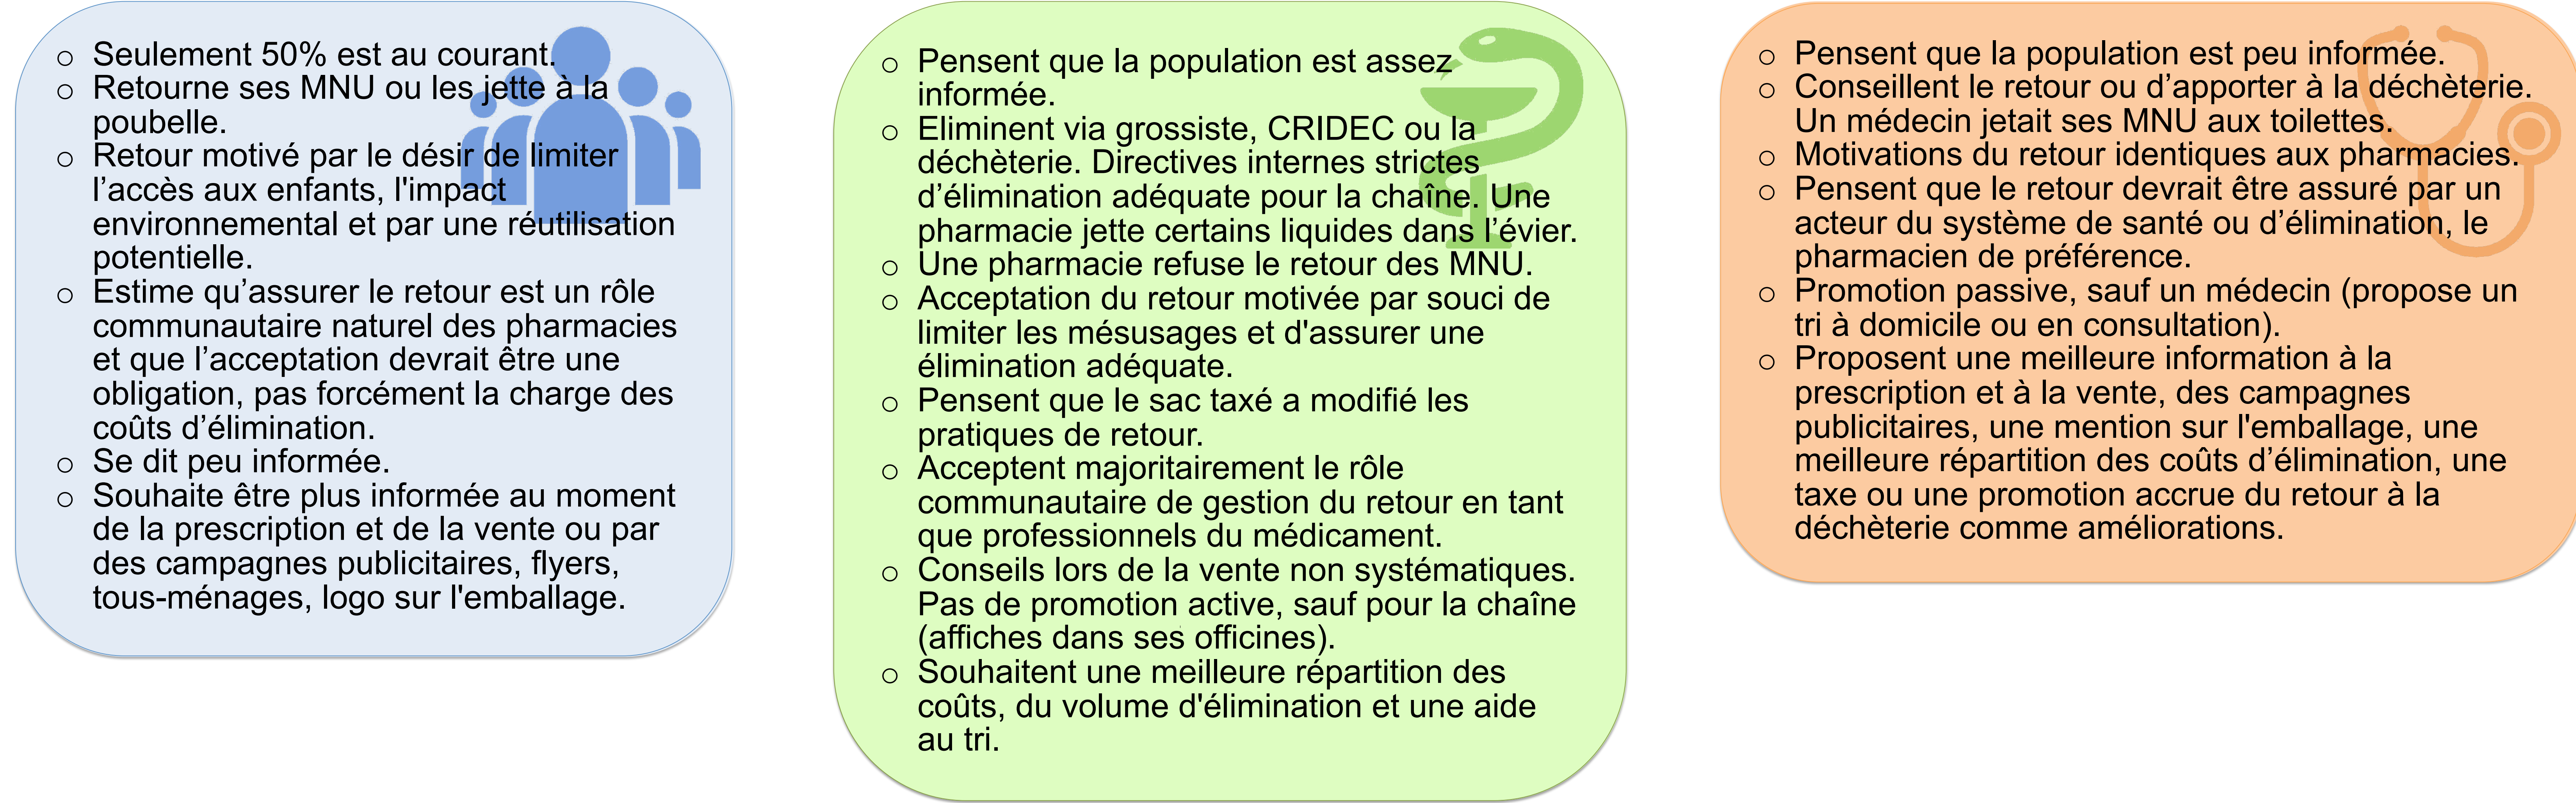 o Seulement 50% est au courant.
o Retourne ses MNU ou les jette à la
poubelle.
o Retour motivé par le désir de limiter
l’accès aux enfants, l'impact
environnemental et par une réutilisation
potentielle.
o Estime qu’assurer le retour est un rôle
communautaire naturel des pharmacies
et que l’acceptation devrait être une
obligation, pas forcément la charge des
coûts d’élimination.
o Se dit peu informée.
o Souhaite être plus informée au moment
de la prescription et de la vente ou par
des campagnes publicitaires, flyers,
tous-ménages, logo sur l'emballage.
o Pensent que la population est assez
informée.
o Eliminent via grossiste, CRIDEC ou la
déchèterie. Directives internes strictes
d’élimination adéquate pour la chaîne. Une
pharmacie jette certains liquides dans l’évier.
o Une pharmacie refuse le retour des MNU.
o Acceptation du retour motivée par souci de
limiter les mésusages et d'assurer une
élimination adéquate.
o Pensent que le sac taxé a modifié les
pratiques de retour.
o Acceptent majoritairement le rôle
communautaire de gestion du retour en tant
que professionnels du médicament.
o Conseils lors de la vente non systématiques.
Pas de promotion active, sauf pour la chaîne
(affiches dans ses officines).
o Souhaitent une meilleure répartition des
coûts, du volume d'élimination et une aide
au tri.
o Pensent que la population est peu informée.
o Conseillent le retour ou d’apporter à la déchèterie.
Un médecin jetait ses MNU aux toilettes.
o Motivations du retour identiques aux pharmacies.
o Pensent que le retour devrait être assuré par un
acteur du système de santé ou d’élimination, le
pharmacien de préférence.
o Promotion passive, sauf un médecin (propose un
tri à domicile ou en consultation).
o Proposent une meilleure information à la
prescription et à la vente, des campagnes
publicitaires, une mention sur l'emballage, une
meilleure répartition des coûts d’élimination, une
taxe ou une promotion accrue du retour à la
déchèterie comme améliorations.